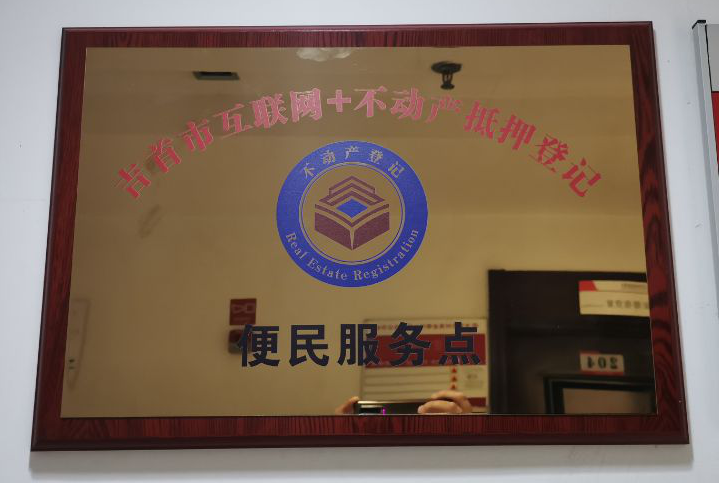 吉首市互联网+不动产抵押登记
不动产登记
Real Estate Registration
便民服务点
204